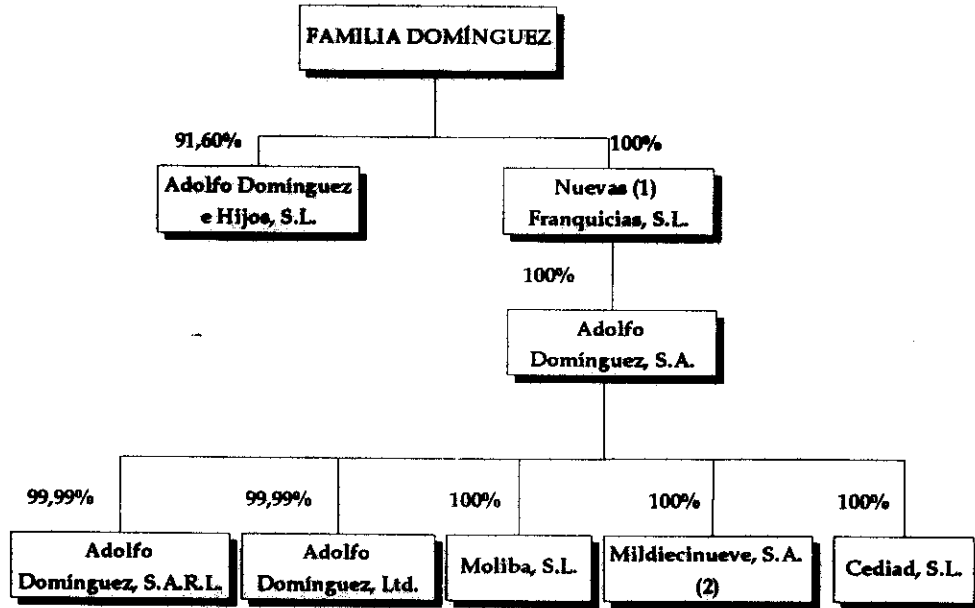 FAMILIA DOMÍNGUEZ
91,60%
100%
Adolfo Domínguez
e Hijos, S.L.
Nuevas (1)
Franquicias, S.L.
100%
Adolfo
Domínguez, S.A.
99,99%
99,99%
100%
100%
100%
Adolfo
Domínguez, S.A.R.L.
Adolfo
Domínguez, Ltd.
Moliba, S.L.
Mildiecinueve, S.A.
(2)
Cediad, S.L.